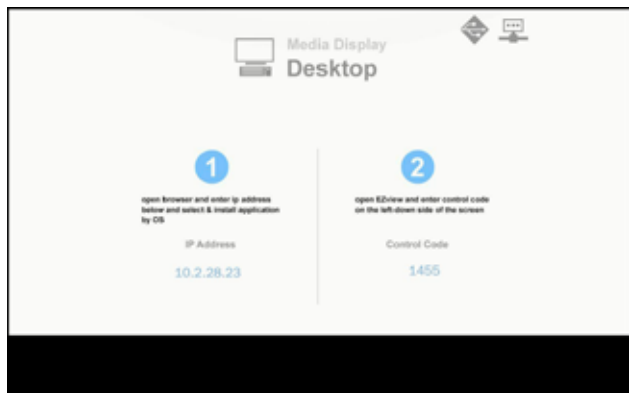 Media Display
Desktop
1
open browser and enter ip address
below and select & install application
by OS
IP Address
10.2.28.23
2
open EZview and enter control code
on the left-down side of the screen
Control Code
1455